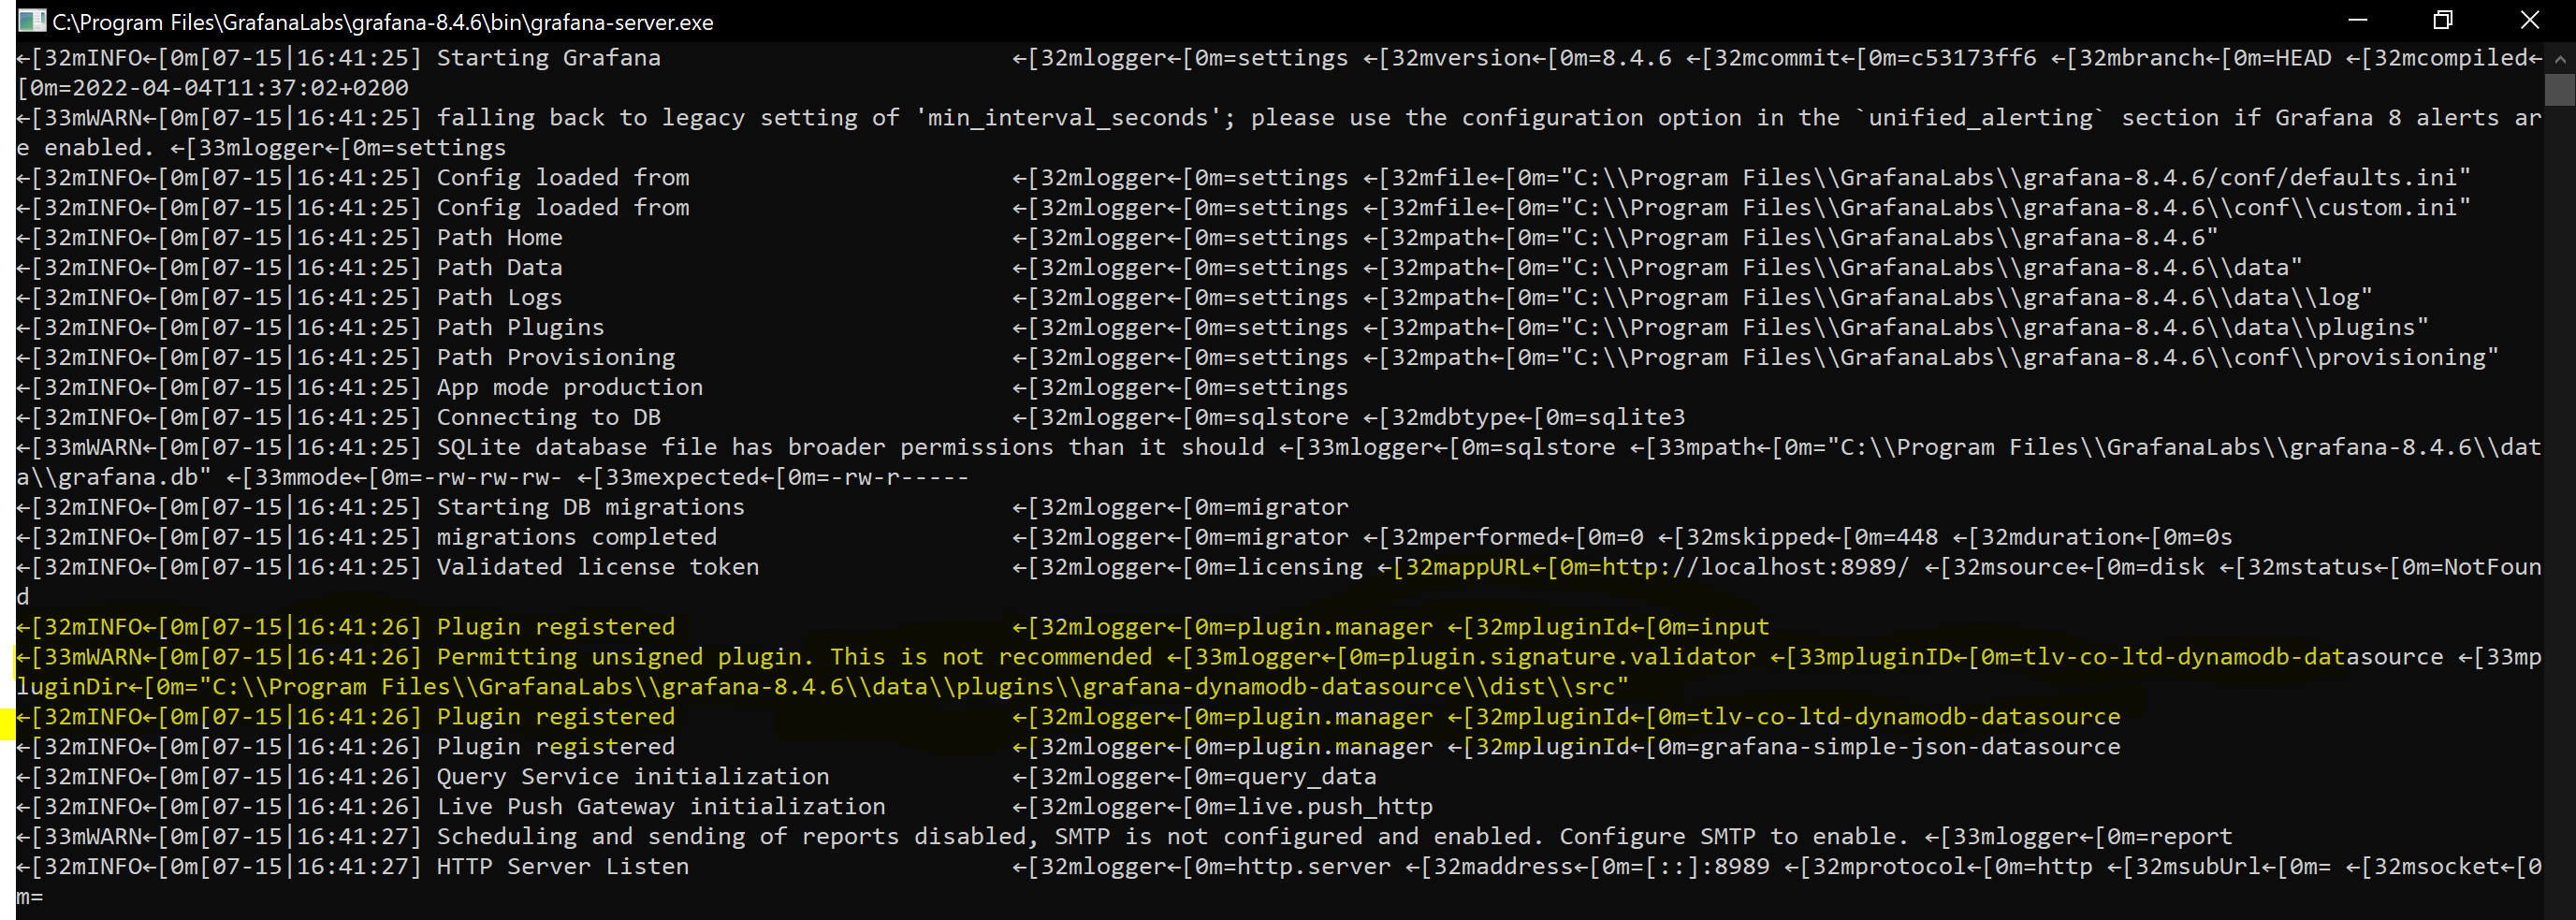 C:\Program Files\GrafanaLabs\grafana-8.4.6\bin\grafana-server.exe
←[32mINFO←[0m[07-15|16:41:25] Starting Grafana ←[32mlogger←[0m=settings ←[32mversion←[0m=8.4.6 ←[32mcommit←[0m=c53173ff6 ←[32mbranch←[0m=HEAD ←[32mcompiled←
[0m=2022-04-04T11:37:02+0200
←[33mWARN←[0m[07-15|16:41:25] falling back to legacy setting of 'min_interval_seconds'; please use the configuration option in the `unified_alerting` section if Grafana 8 alerts ar
e enabled. ←[33mlogger←[0m=settings
←[32mINFO←[0m[07-15|16:41:25] Config loaded from ←[32mlogger←[0m=settings ←[32mfile←[0m="C:\\Program Files\\GrafanaLabs\\grafana-8.4.6/conf/defaults.ini"
←[32mINFO←[0m[07-15|16:41:25] Config loaded from ←[32mlogger←[0m=settings ←[32mfile←[0m="C:\\Program Files\\GrafanaLabs\\grafana-8.4.6\\conf\\custom.ini"
←[32mINFO←[0m[07-15|16:41:25] Path Home ←[32mlogger←[0m=settings ←[32mpath←[0m="C:\\Program Files\\GrafanaLabs\\grafana-8.4.6"
←[32mINFO←[0m[07-15|16:41:25] Path Data ←[32mlogger←[0m=settings ←[32mpath←[0m="C:\\Program Files\\GrafanaLabs\\grafana-8.4.6\\data"
←[32mINFO←[0m[07-15|16:41:25] Path Logs ←[32mlogger←[0m=settings ←[32mpath←[0m="C:\\Program Files\\GrafanaLabs\\grafana-8.4.6\\data\\log"
←[32mINFO←[0m[07-15|16:41:25] Path Plugins ←[32mlogger←[0m=settings ←[32mpath←[0m="C:\\Program Files\\GrafanaLabs\\grafana-8.4.6\\data\\plugins"
←[32mINFO←[0m[07-15|16:41:25] Path Provisioning ←[32mlogger←[0m=settings ←[32mpath←[0m="C:\\Program Files\\GrafanaLabs\\grafana-8.4.6\\conf\\provisioning"
←[32mINFO←[0m[07-15|16:41:25] App mode production ←[32mlogger←[0m=settings
←[32mINFO←[0m[07-15|16:41:25] Connecting to DB ←[32mlogger←[0m=sqlstore ←[32mdbtype←[0m=sqlite3
←[33mWARN←[0m[07-15|16:41:25] SQLite database file has broader permissions than it should ←[33mlogger←[0m=sqlstore ←[33mpath←[0m="C:\\Program Files\\GrafanaLabs\\grafana-8.4.6\\dat
a\\grafana.db" ←[33mmode←[0m=-rw-rw-rw- ←[33mexpected←[0m=-rw-r-----
←[32mINFO←[0m[07-15|16:41:25] Starting DB migrations ←[32mlogger←[0m=migrator
←[32mINFO←[0m[07-15|16:41:25] migrations completed ←[32mlogger←[0m=migrator ←[32mperformed←[0m=0 ←[32mskipped←[0m=448 ←[32mduration←[0m=0s
←[32mINFO←[0m[07-15|16:41:25] Validated license token ←[32mlogger←[0m=licensing ←[32mappURL←[0m=http://localhost:8989/ ←[32msource←[0m=disk ←[32mstatus←[0m=NotFoun
d
←[32mINFO←[0m[07-15|16:41:26] Plugin registered ←[32mlogger←[0m=plugin.manager ←[32mpluginId←[0m=input
←[33mWARN←[0m[07-15|16:41:26] Permitting unsigned plugin. This is not recommended ←[33mlogger←[0m=plugin.signature.validator ←[33mpluginID←[0m=tlv-co-ltd-dynamodb-datasource ←[33mp
luginDir←[0m="C:\\Program Files\\GrafanaLabs\\grafana-8.4.6\\data\\plugins\\grafana-dynamodb-datasource\\dist\\src"
←[32mINFO←[0m[07-15|16:41:26] Plugin registered ←[32mlogger←[0m=plugin.manager ←[32mpluginId←[0m=tlv-co-ltd-dynamodb-datasource
←[32mINFO←[0m[07-15|16:41:26] Plugin registered ←[32mlogger←[0m=plugin.manager ←[32mpluginId←[0m=grafana-simple-json-datasource
←[32mINFO←[0m[07-15|16:41:26] Query Service initialization ←[32mlogger←[0m=query_data
←[32mINFO←[0m[07-15|16:41:26] Live Push Gateway initialization ←[32mlogger←[0m=live.push_http
←[33mWARN←[0m[07-15|16:41:27] Scheduling and sending of reports disabled, SMTP is not configured and enabled. Configure SMTP to enable. ←[33mlogger←[0m=report
←[32mINFO←[0m[07-15|16:41:27] HTTP Server Listen ←[32mlogger←[0m=http.server ←[32maddress←[0m=[::]:8989 ←[32mprotocol←[0m=http ←[32msubUrl←[0m= ←[32msocket←[0
m=